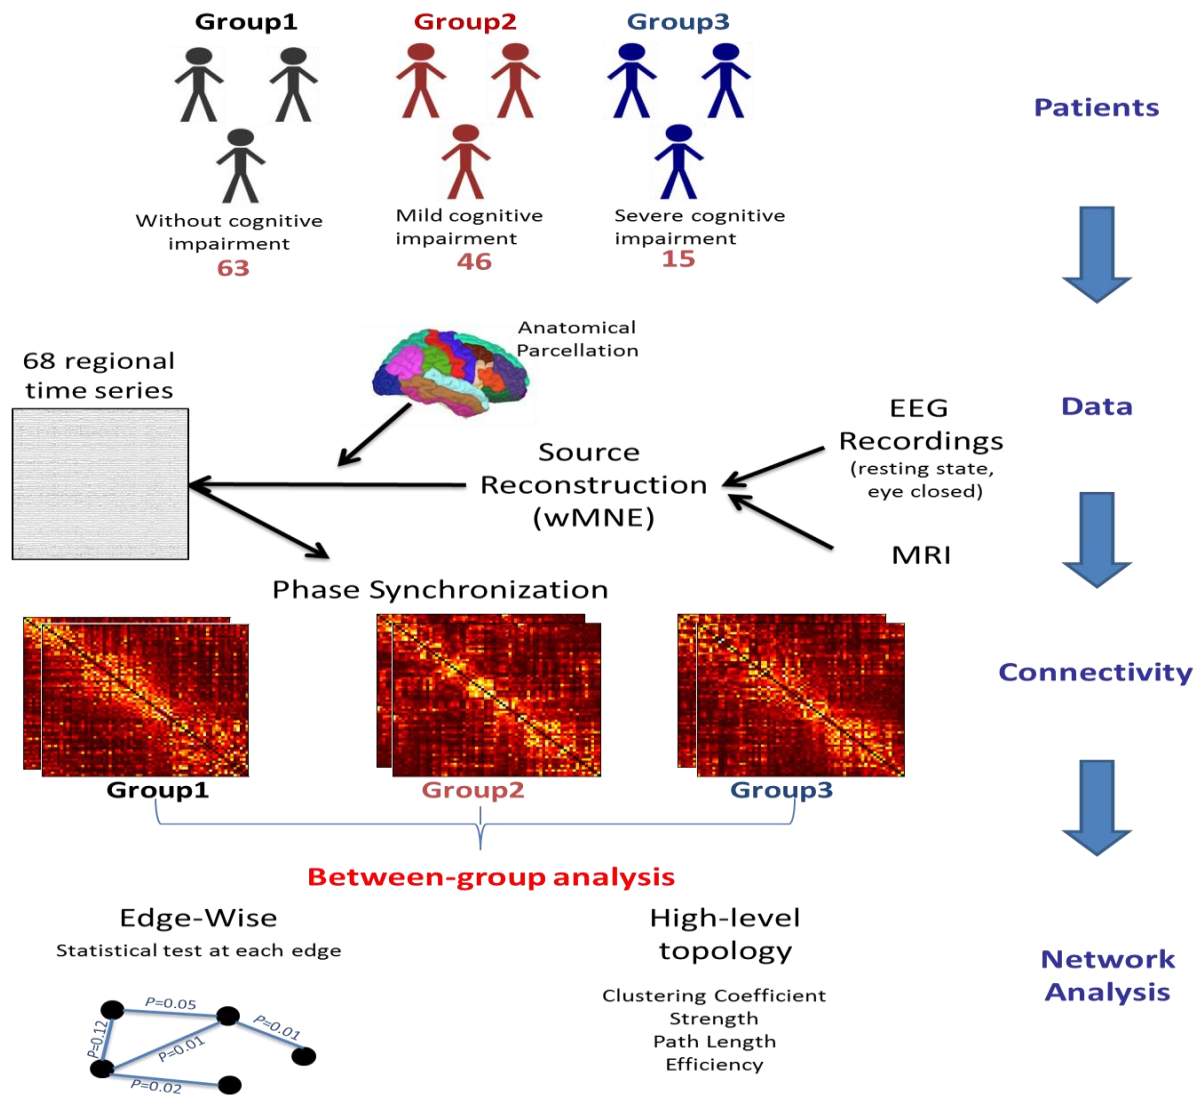 Group1
Group2
Group3
Patients
Without cognitive
impairment
63
Mild cognitive
impairment
46
Severe cognitive
impairment
15
Anatomical
Parcellation
68 regional
time series
Source
Reconstruction
(wMNE)
EEG
Recordings
(resting state,
eye closed)
MRI
Data
Phase Synchronization
Connectivity
Group1
Group2
Group3
Between-group analysis
Edge-Wise
Statistical test at each edge
P=0.05
P=0.12
P=0.01
P=0.01
P=0.02
High-level
topology
Clustering Coefficient
Strength
Path Length
Efficiency
Network
Analysis